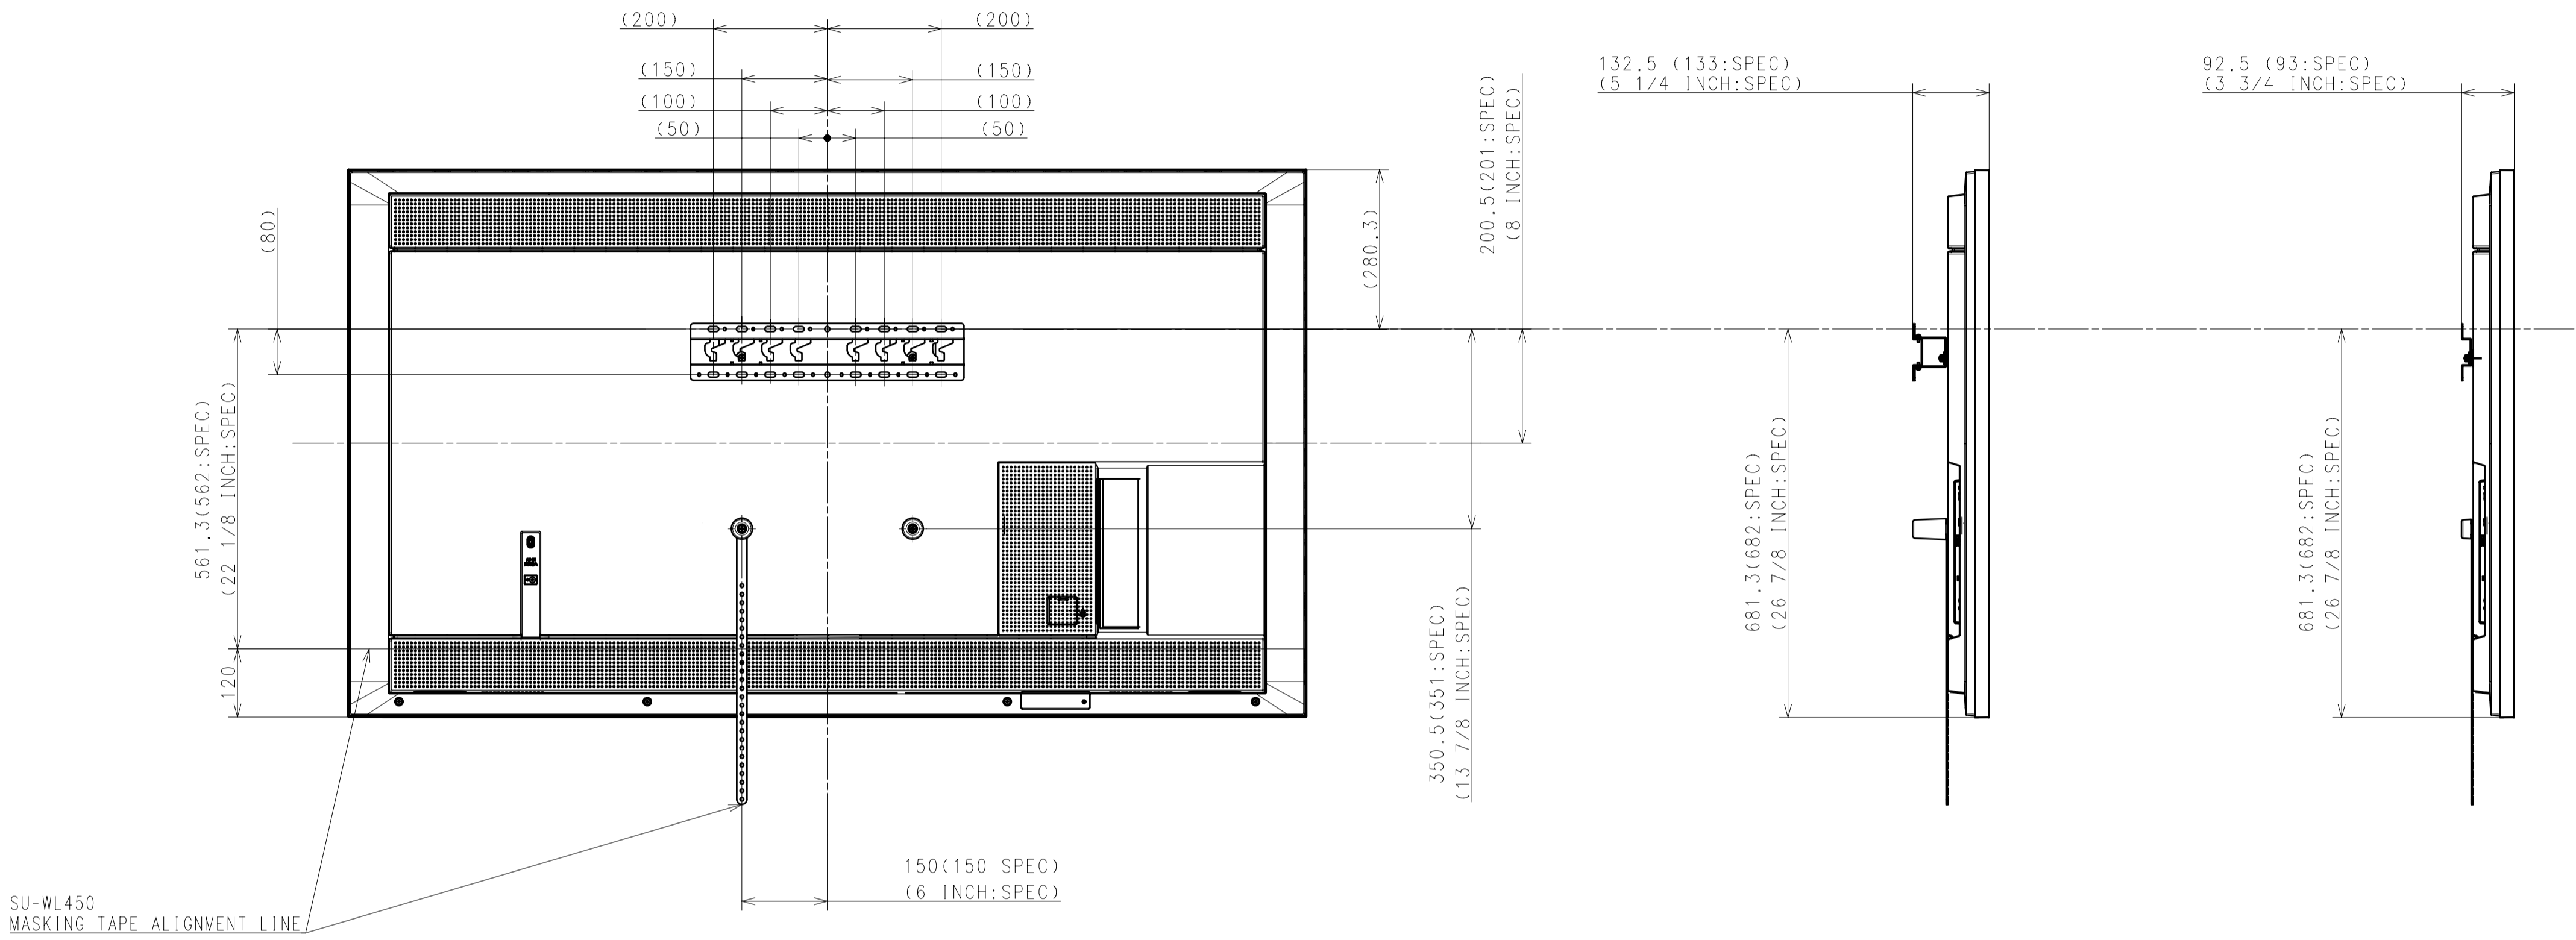 (200)
(200)
(150)
(150)
(100)
(100)
(50)
(50)
(80)
(280.3)
200.5(201:SPEC)
(8 INCH:SPEC)
561.3(562:SPEC)
(22 1/8 INCH:SPEC)
120
350.5(351:SPEC)
(13 7/8 INCH:SPEC)
150(150 SPEC)
(6 INCH:SPEC)
SU-WL450
MASKING TAPE ALIGNMENT LINE
132.5 (133:SPEC)
(5 1/4 INCH:SPEC)
681.3(682:SPEC)
(26 7/8 INCH:SPEC)
92.5 (93:SPEC)
(3 3/4 INCH:SPEC)
681.3(682:SPEC)
(26 7/8 INCH:SPEC)